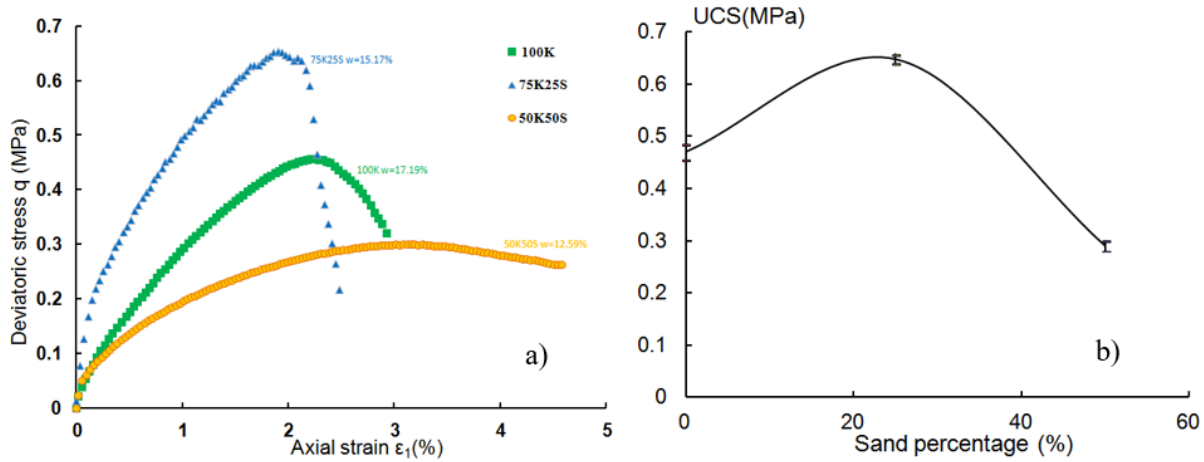 0.7
0.6
0.5
0.4
0.3
0.2
0.1
0
Deviatoric stress q (MPa)
75K25S w=15.17%
100K w=17.19%
50K50S w=12.59%
100K
75K25S
50K50S
a)
0 1 2 3 4 5
Axial strain ε1(%)
UCS(MPa)
0.7
0.6
0.5
0.4
0.3
0.2
0.1
0
b)
0 20 40 60
Sand percentage (%)